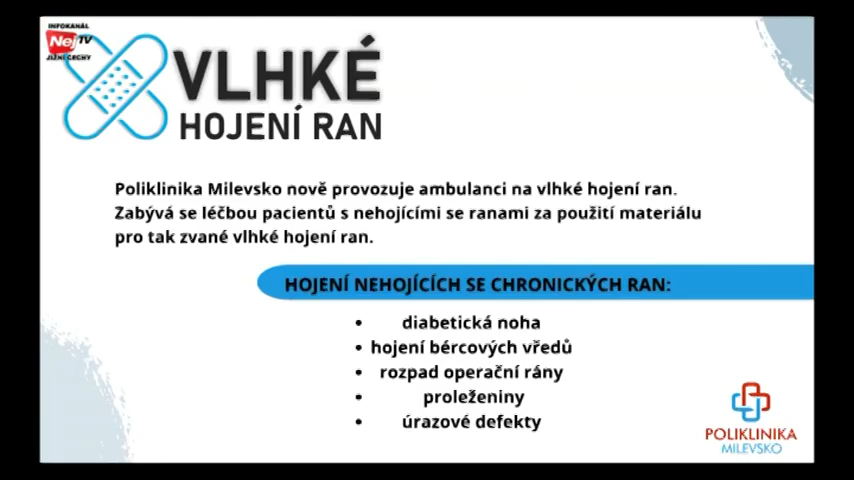 INFOKANÁL
Nej TV
JIŽNÍ ČECHY
VLHKÉ
HOJENÍ RAN
Poliklinika Milevsko nově provozuje ambulanci na vlhké hojení ran.
Zabývá se léčbou pacientů s nehojícími se ranami za použití materiálu
pro tak zvané vlhké hojení ran.
HOJENÍ NEHOJÍCÍCH SE CHRONICKÝCH RAN:
• diabetická noha
• hojení bércových vředů
• rozpad operační rány
• proleženiny
• úrazové defekty
POLIKLINIKA
MILEVSKO